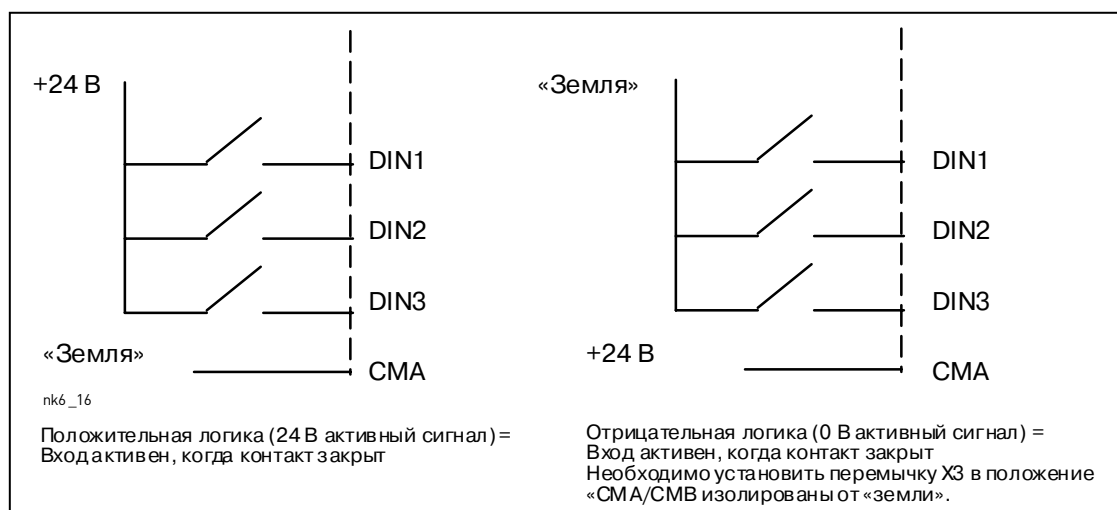 +24 В
DIN1
DIN2
DIN3
«Земля»
CMA
nk6_16
Положительная логика (24 В активный сигнал) =
Вход активен, когда контакт закрыт
«Земля»
DIN1
DIN2
DIN3
+24 В
CMA
Отрицательная логика (0 В активный сигнал) =
Вход активен, когда контакт закрыт
Необходимо установить перемычку X3 в положение
«CMA/CMB изолированы от «земли».